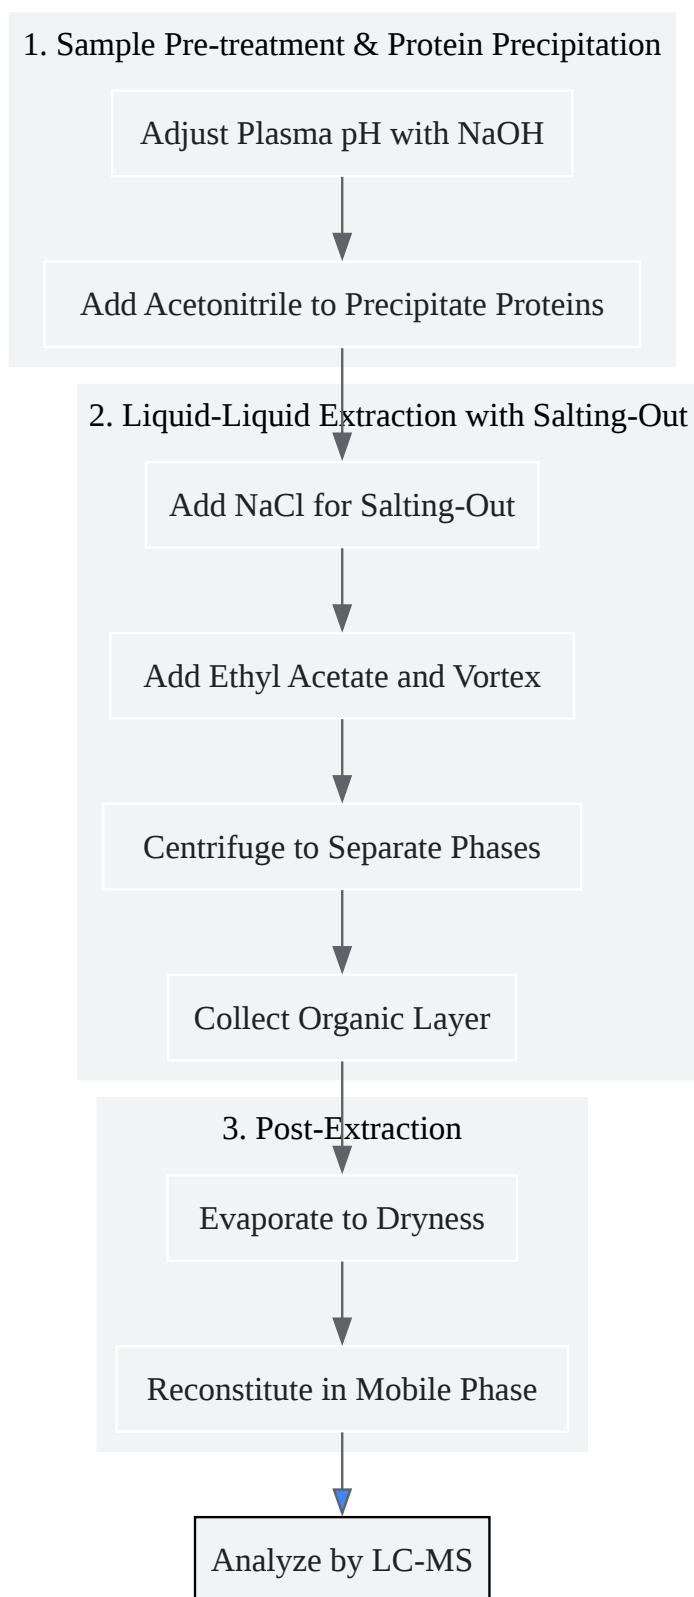 1. Sample Pre-treatment & Protein Precipitation
Adjust Plasma pH with NaOH
Add Acetonitrile to Precipitate Proteins
2. Liquid-Liquid Extraction with Salting-Out
Add NaCl for Salting-Out
Add Ethyl Acetate and Vortex
Centrifuge to Separate Phases
Collect Organic Layer
3. Post-Extraction
Evaporate to Dryness
Reconstitute in Mobile Phase
Analyze by LC-MS